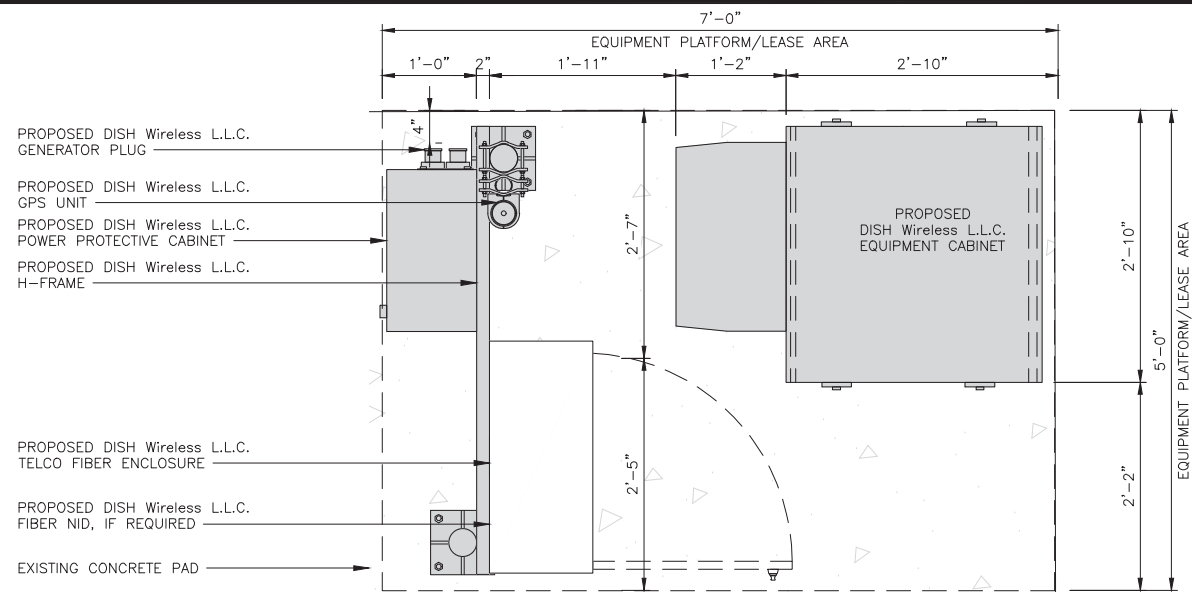 7'-0"
EQUIPMENT PLATFORM/LEASE AREA
1'-0"
2"
1'-11"
1'-2"
2'-10"
4"
PROPOSED DISH Wireless L.L.C.
GENERATOR PLUG
PROPOSED DISH Wireless L.L.C.
GPS UNIT
PROPOSED DISH Wireless L.L.C.
POWER PROTECTIVE CABINET
PROPOSED DISH Wireless L.L.C.
H-FRAME
PROPOSED DISH Wireless L.L.C.
TELCO FIBER ENCLOSURE
PROPOSED DISH Wireless L.L.C.
FIBER NID, IF REQUIRED
EXISTING CONCRETE PAD
2'-7"
2'-5"
PROPOSED
DISH Wireless L.L.C.
EQUIPMENT CABINET
2'-10"
2'-2"
5'-0"
EQUIPMENT PLATFORM/LEASE AREA